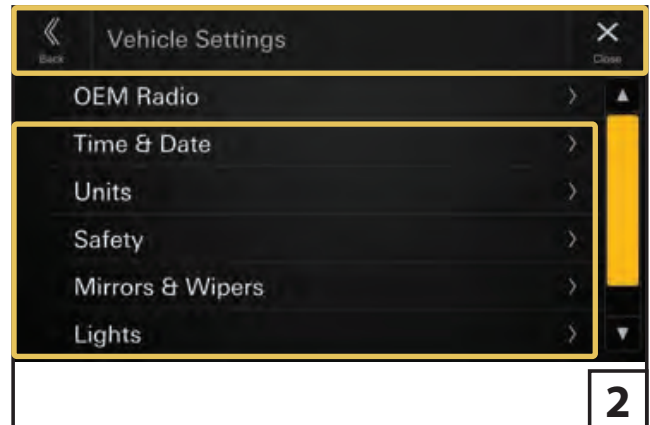 Vehicle Settings
Back
Close
OEM Radio
Time & Date
Units
Safety
Mirrors & Wipers
Lights
2